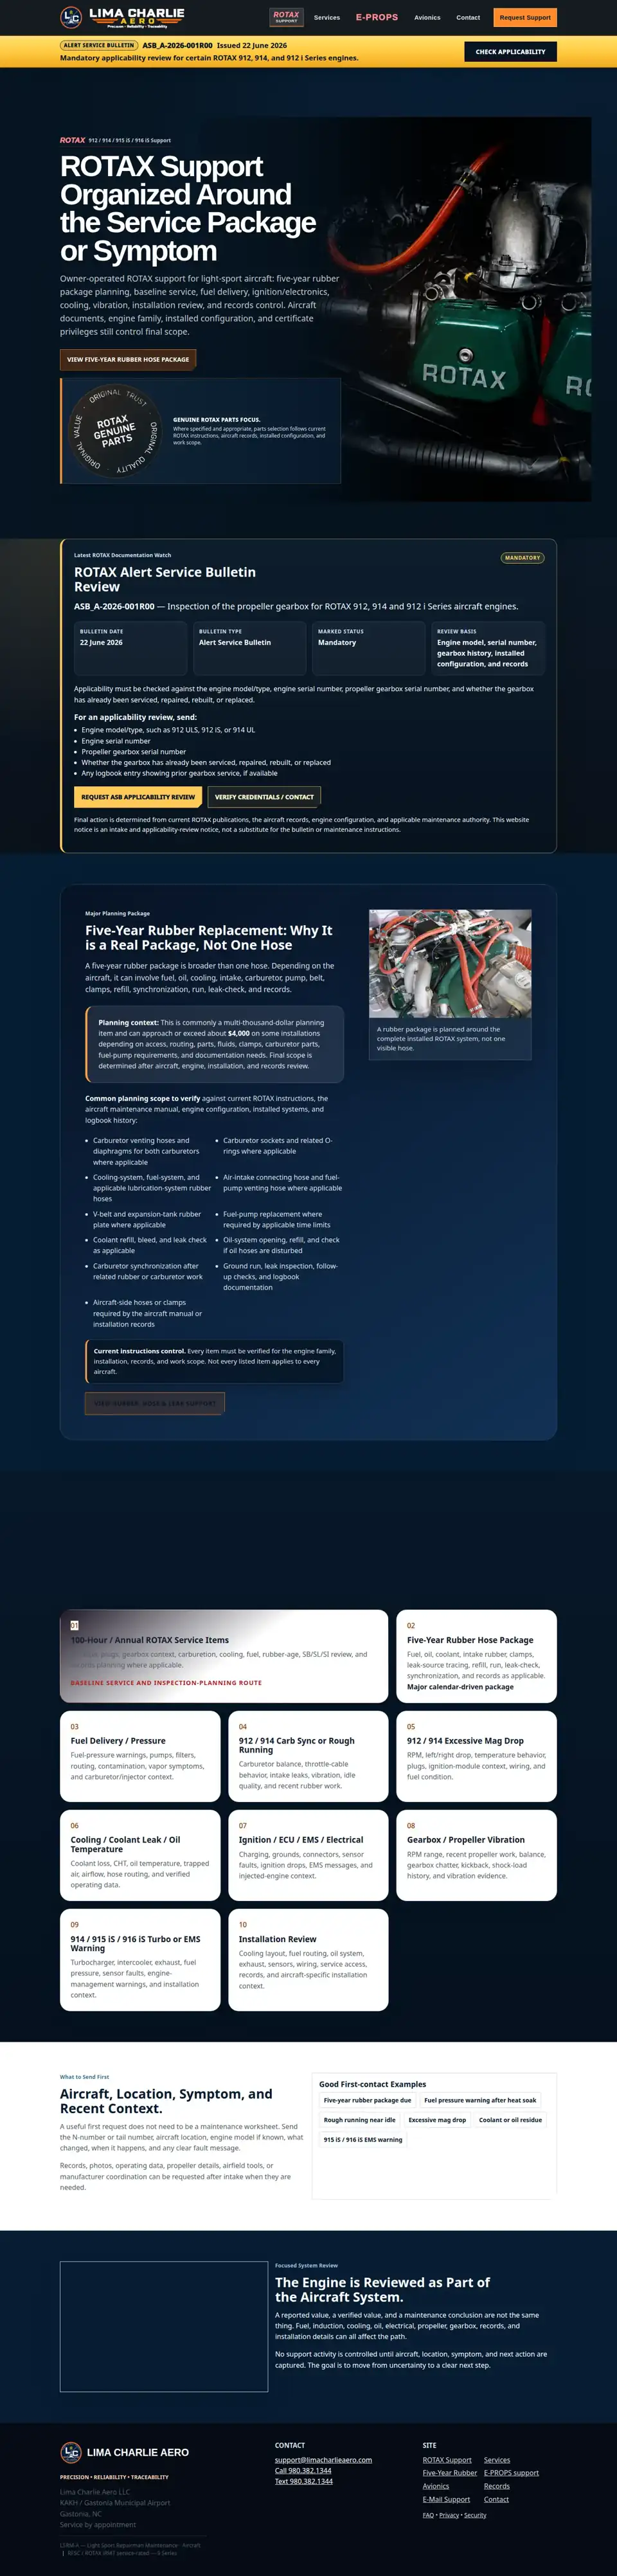 LIMA CHARLIE
AERO
Precision • Reliability • Traceability
ROTAX
SUPPORT
Services
E-PROPS
Avionics
Contact
Request Support
ALERT SERVICE BULLETIN
ASB_A-2026-001R00 Issued 22 June 2026
Mandatory applicability review for certain ROTAX 912, 914, and 912 i Series engines.
CHECK APPLICABILITY
ROTAX 912 / 914 / 915 iS / 916 iS Support
ROTAX Support
Organized Around
the Service Package
or Symptom
Owner-operated ROTAX support for light-sport aircraft: five-year rubber
package planning, baseline service, fuel delivery, ignition/electronics,
cooling, vibration, installation review, and records control. Aircraft
documents, engine family, installed configuration, and certificate
privileges still control final scope.
VIEW FIVE-YEAR RUBBER HOSE PACKAGE
ORIGINAL TRUST
ORIGINAL QUALITY
ORIGINAL VALUE
ROTAX
GENUINE
PARTS
GENUINE ROTAX PARTS FOCUS.
Where specified and appropriate, parts selection follows current
ROTAX instructions, aircraft records, installed configuration, and
work scope.
ROTAX
Latest ROTAX Documentation Watch
MANDATORY
ROTAX Alert Service Bulletin
Review
ASB_A-2026-001R00 — Inspection of the propeller gearbox for ROTAX 912, 914 and 912 i Series aircraft engines.
BULLETIN DATE
22 June 2026
BULLETIN TYPE
Alert Service Bulletin
MARKED STATUS
Mandatory
REVIEW BASIS
Engine model, serial number,
gearbox history, installed
configuration, and records
Applicability must be checked against the engine model/type, engine serial number, propeller gearbox serial number, and whether the gearbox
has already been serviced, repaired, rebuilt, or replaced.
For an applicability review, send:
• Engine model/type, such as 912 ULS, 912 iS, or 914 UL
• Engine serial number
• Propeller gearbox serial number
• Whether the gearbox has already been serviced, repaired, rebuilt, or replaced
• Any logbook entry showing prior gearbox service, if available
REQUEST ASB APPLICABILITY REVIEW
VERIFY CREDENTIALS / CONTACT
Final action is determined from current ROTAX publications, the aircraft records, engine configuration, and applicable maintenance authority. This website
notice is an intake and applicability-review notice, not a substitute for the bulletin or maintenance instructions.
Major Planning Package
Five-Year Rubber Replacement: Why It
is a Real Package, Not One Hose
A five-year rubber package is broader than one hose. Depending on the
aircraft, it can involve fuel, oil, cooling, intake, carburetor, pump, belt,
clamps, refill, synchronization, run, leak-check, and records.
Planning context: This is commonly a multi-thousand-dollar planning
item and can approach or exceed about $4,000 on some installations
depending on access, routing, parts, fluids, clamps, carburetor parts,
fuel-pump requirements, and documentation needs. Final scope is
determined after aircraft, engine, installation, and records review.
A rubber package is planned around the
complete installed ROTAX system, not one
visible hose.
Common planning scope to verify against current ROTAX instructions, the
aircraft maintenance manual, engine configuration, installed systems, and
logbook history:
• Carburetor venting hoses and
diaphragms for both carburetors
where applicable
• Carburetor sockets and related O-
rings where applicable
• Cooling-system, fuel-system, and
applicable lubrication-system rubber
hoses
• Air-intake connecting hose and fuel-
pump venting hose where applicable
• V-belt and expansion-tank rubber
plate where applicable
• Fuel-pump replacement where
required by applicable time limits
• Coolant refill, bleed, and leak check
as applicable
• Oil-system opening, refill, and check
if oil hoses are disturbed
• Carburetor synchronization after
related rubber or carburetor work
• Ground run, leak inspection, follow-
up checks, and logbook
documentation
• Aircraft-side hoses or clamps
required by the aircraft manual or
installation records
Current instructions control. Every item must be verified for the engine family,
installation, records, and work scope. Not every listed item applies to every
aircraft.
VIEW RUBBER, HOSE & LEAK SUPPORT
01
100-Hour / Annual ROTAX Service Items
plugs, gearbox context, carburetion, cooling, fuel, rubber-age, SB/SL/SI review, and
planning where applicable.
BASELINE SERVICE AND INSPECTION-PLANNING ROUTE
02
Five-Year Rubber Hose Package
Fuel, oil, coolant, intake rubber, clamps,
leak-source tracing, refill, run, leak-check,
synchronization, and records as applicable.
Major calendar-driven package
03
Fuel Delivery / Pressure
Fuel-pressure warnings, pumps, filters,
routing, contamination, vapor symptoms,
and carburetor/injector context.
04
912 / 914 Carb Sync or Rough
Running
Carburetor balance, throttle-cable
behavior, intake leaks, vibration, idle
quality, and recent rubber work.
05
912 / 914 Excessive Mag Drop
RPM, left/right drop, temperature behavior,
plugs, ignition-module context, wiring, and
fuel condition.
06
Cooling / Coolant Leak / Oil
Temperature
Coolant loss, CHT, oil temperature, trapped
air, airflow, hose routing, and verified
operating data.
07
Ignition / ECU / EMS / Electrical
Charging, grounds, connectors, sensor
faults, ignition drops, EMS messages, and
injected-engine context.
08
Gearbox / Propeller Vibration
RPM range, recent propeller work, balance,
gearbox chatter, kickback, shock-load
history, and vibration evidence.
09
914 / 915 iS / 916 iS Turbo or EMS
Warning
Turbocharger, intercooler, exhaust, fuel
pressure, sensor faults, engine-
management warnings, and installation
context.
10
Installation Review
Cooling layout, fuel routing, oil system,
exhaust, sensors, wiring, service access,
records, and aircraft-specific installation
context.
What to Send First
Aircraft, Location, Symptom, and
Recent Context.
A useful first request does not need to be a maintenance worksheet. Send
the N-number or tail number, aircraft location, engine model if known, what
changed, when it happens, and any clear fault message.
Records, photos, operating data, propeller details, airfield tools, or
manufacturer coordination can be requested after intake when they are
needed.
Good First-contact Examples
Five-year rubber package due
Fuel pressure warning after heat soak
Rough running near idle
Excessive mag drop
Coolant or oil residue
915 iS / 916 iS EMS warning
Focused System Review
The Engine is Reviewed as Part of
the Aircraft System.
A reported value, a verified value, and a maintenance conclusion are not the same
thing. Fuel, induction, cooling, oil, electrical, propeller, gearbox, records, and
installation details can all affect the path.
No support activity is controlled until aircraft, location, symptom, and next action are
captured. The goal is to move from uncertainty to a clear next step.
LIMA CHARLIE AERO
PRECISION • RELIABILITY • TRACEABILITY
Lima Charlie Aero LLC
KAKH / Gastonia Municipal Airport
Gastonia, NC
Service by appointment
LSRM-A — Light Sport Repairman Maintenance - Aircraft
CONTACT
support@limacharlieaero.com
Call 980.382.1344
Text 980.382.1344
SITE
ROTAX Support
Services
Five-Year Rubber
E-PROPS support
Avionics
Records
E-Mail Support
Contact
FAQ • Privacy • Security